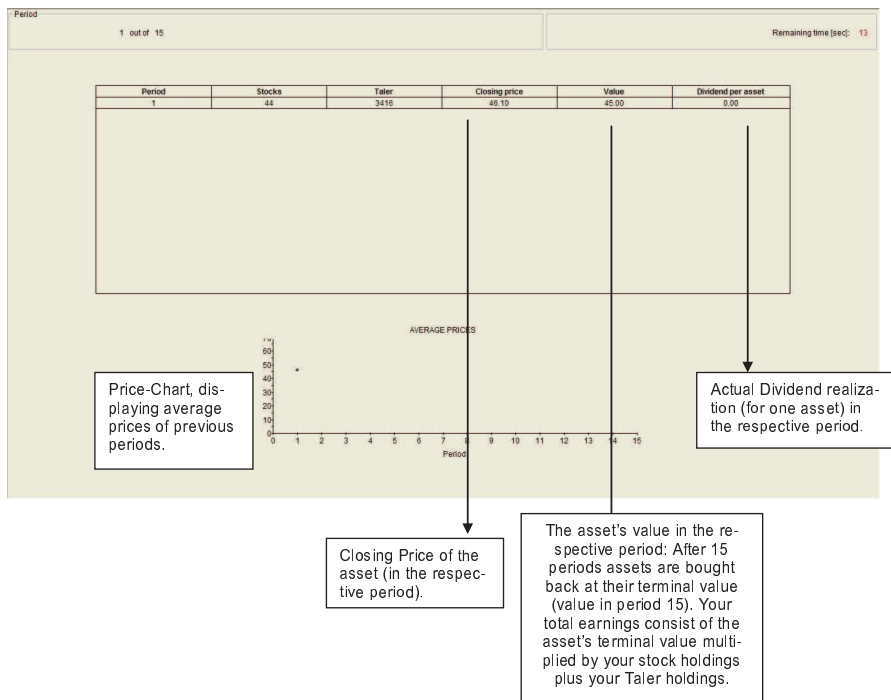 Period
1 out of 15
Remaining time [sec]: 13
Period Stocks Taler Closing price Value Dividend per asset
1 44 3416 46.10 45.00 0.00
AVERAGE PRICES
70
60
50
40
30
20
10
0
0 1 2 3 4 5 6 7 8 9 10 11 12 13 14 15
Period
Price-Chart, dis-
playing average
prices of previous
periods.
Actual Dividend realiza-
tion (for one asset) in
the respective period.
Closing Price of the
asset (in the respec-
tive period).
The asset's value in the re-
spective period: After 15
periods assets are bought
back at their terminal value
(value in period 15). Your
total earnings consist of the
asset's terminal value multi-
plied by your stock holdings
plus your Taler holdings.